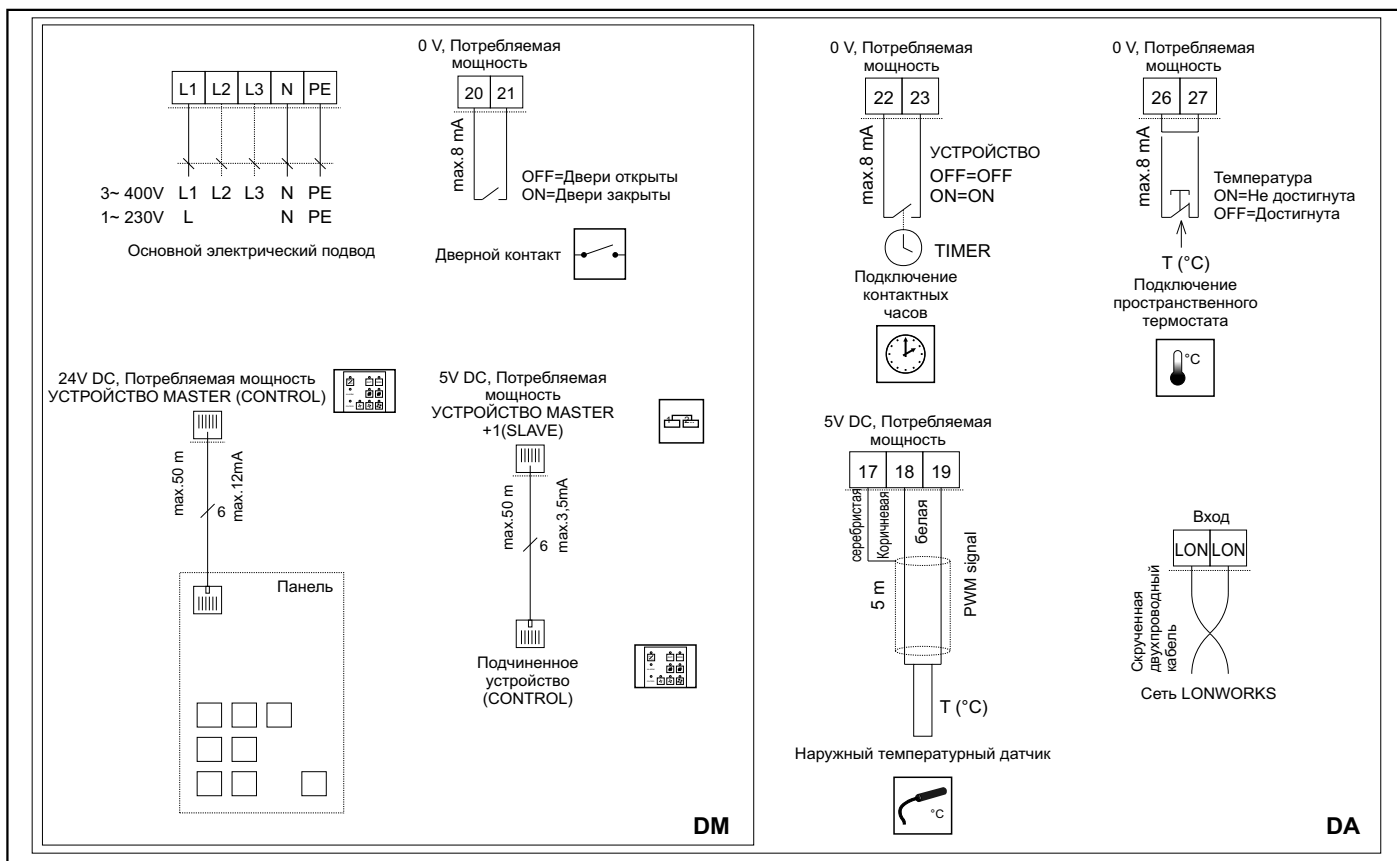 L1 L2 L3 N PE
3~ 400V L1 L2 L3 N PE
1~ 230V L N PE
Основной электрический подвод
0 V, Потребляемая
мощность
20 21
max.8 mA
OFF=Двери открыты
ON=Двери закрыты
Дверной контакт
0 V, Потребляемая
мощность
22 23
max.8 mA
УСТРОЙСТВО
OFF=OFF
ON=ON
TIMER
Подключение
контактных
часов
0 V, Потребляемая
мощность
26 27
max.8 mA
Температура
ON=Не достигнута
OFF=Достигнута
T (°C)
Подключение
пространственного
термостата
°C
24V DC, Потребляемая мощность
УСТРОЙСТВО MASTER (CONTROL)
max.50 m
max.12mA
6
Панель
5V DC, Потребляемая
мощность
УСТРОЙСТВО MASTER
+1(SLAVE)
max.50 m
max.3,5mA
6
Подчиненное
устройство
(CONTROL)
DM
5V DC, Потребляемая
мощность
17 18 19
серебристая
Коричневая
белая
5 m
PWM signal
T (°C)
Наружный температурный датчик
°C
Вход
LON LON
Скрученная
двухпроводный
кабель
Сеть LONWORKS
DA